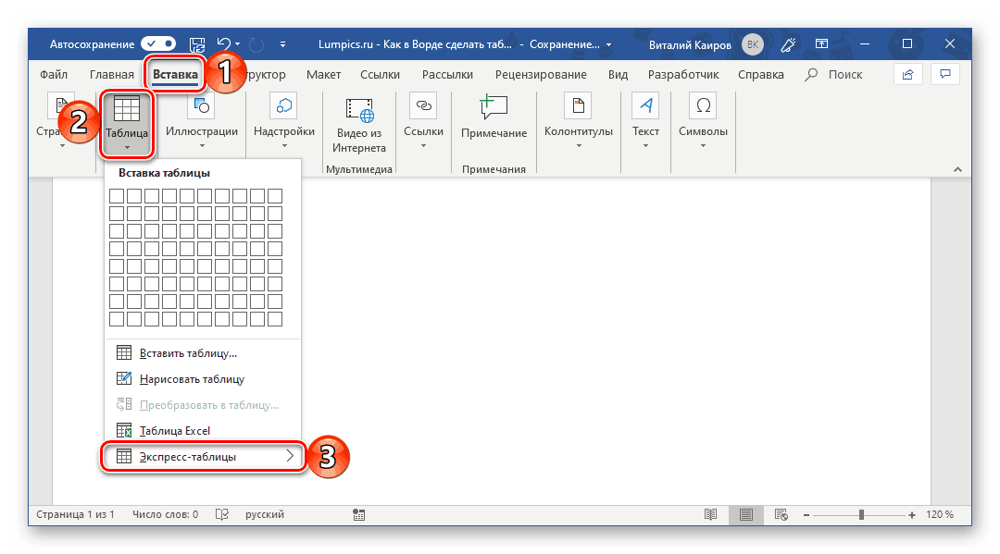 Автосохранение
Lumpics.ru - Как в Ворде сделать таб... - Сохранение...
Виталий Каиров
ВК
Файл Главная Вставка 1 руктор Макет Ссылки Рассылки Рецензирование Вид Разработчик Справка Поиск
2
Стра
Таблица
Иллюстрации
Надстройки
Видео из
Интернета
Ссылки
Примечание
Колонтитулы
Текст
Символы
Мультимедиа
Примечания
Вставка таблицы
Вставить таблицу...
Нарисовать таблицу
Преобразовать в таблицу...
Таблица Excel
Экспресс-таблицы
3
Страница 1 из 1 Число слов: 0 русский 120 %